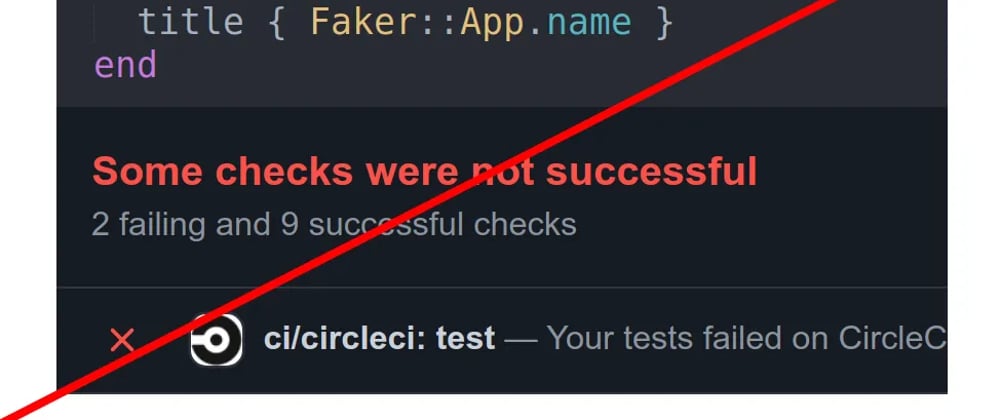 title { Faker::App.name }
end
Some checks were not successful
2 failing and 9 successful checks
ci/circleci: test — Your tests failed on CircleC